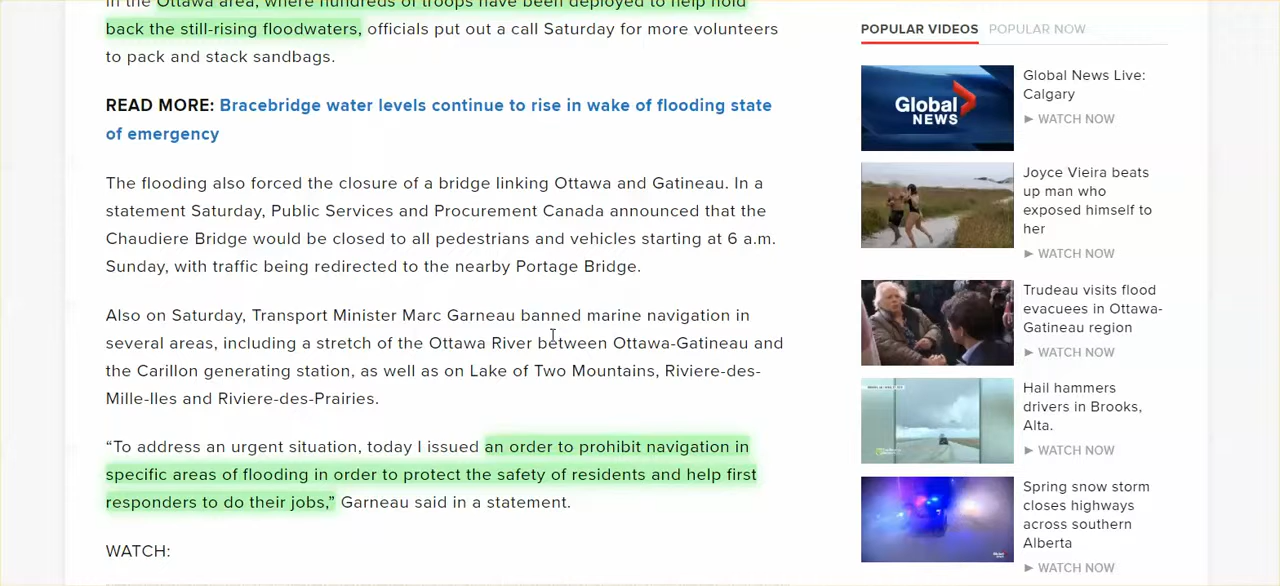 in the Ottawa area, where hundreds of troops have been deployed to help hold
back the still-rising floodwaters, officials put out a call Saturday for more volunteers
to pack and stack sandbags.
READ MORE: Bracebridge water levels continue to rise in wake of flooding state
of emergency
The flooding also forced the closure of a bridge linking Ottawa and Gatineau. In a
statement Saturday, Public Services and Procurement Canada announced that the
Chaudiere Bridge would be closed to all pedestrians and vehicles starting at 6 a.m.
Sunday, with traffic being redirected to the nearby Portage Bridge.
Also on Saturday, Transport Minister Marc Garneau banned marine navigation in
several areas, including a stretch of the Ottawa River between Ottawa-Gatineau and
the Carillon generating station, as well as on Lake of Two Mountains, Riviere-des-
Mille-Iles and Riviere-des-Prairies.
“To address an urgent situation, today I issued an order to prohibit navigation in
specific areas of flooding in order to protect the safety of residents and help first
responders to do their jobs,” Garneau said in a statement.
WATCH:
POPULAR VIDEOS POPULAR NOW
Global NEWS
Global News Live:
Calgary
► WATCH NOW
Joyce Vieira beats
up man who
exposed himself to
her
► WATCH NOW
Trudeau visits flood
evacuees in Ottawa-
Gatineau region
► WATCH NOW
Hail hammers
drivers in Brooks,
Alta.
► WATCH NOW
Spring snow storm
closes highways
across southern
Alberta
► WATCH NOW